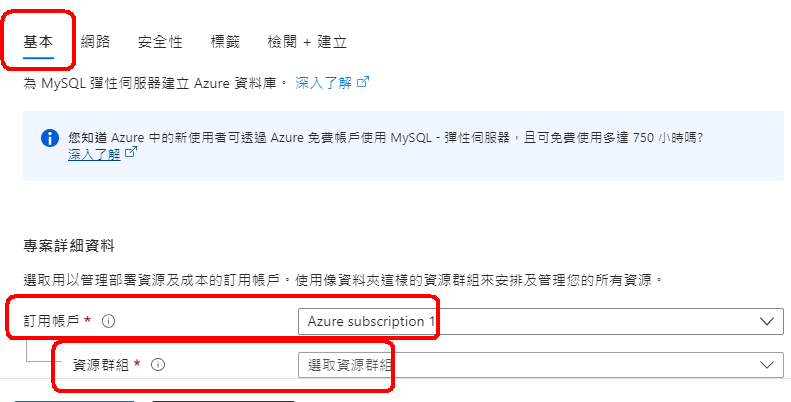 基本 網路 安全性 標籤 檢閱 + 建立
為 MySQL 彈性伺服器建立 Azure 資料庫。 深入了解
您知道 Azure 中的新使用者可透過 Azure 免費帳戶使用 MySQL - 彈性伺服器，且可免費使用多達 750 小時嗎?
深入了解
專案詳細資料
選取用以管理部署資源及成本的訂用帳戶。使用像資料夾這樣的資源群組來安排及管理您的所有資源。
訂用帳戶 * Azure subscription 1
資源群組 * 選取資源群組